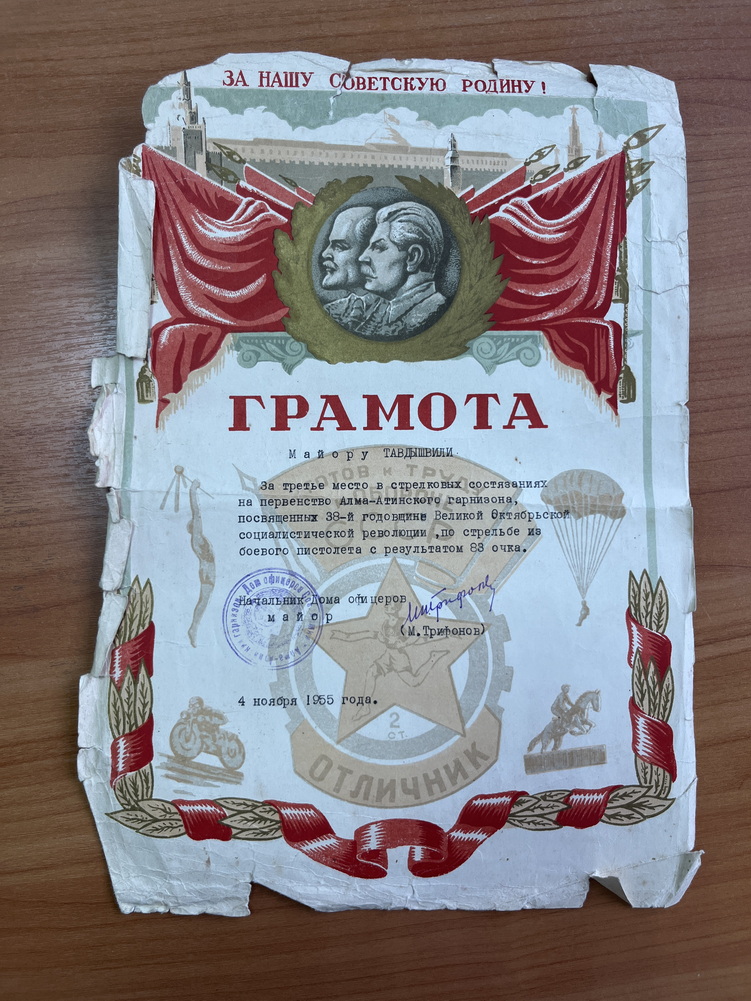 ЗА НАШУ СОВЕТСКУЮ РОДИНУ!
ГРАМОТА
Майору ТАВДЫШВИЛИ
За третье место в стрелковых состязаниях
на первенство Алма-Атинского гарнизона,
посвященных 38-й годовщине Великой Октябрьской
социалистической революции ,по стрельбе из
боевого пистолета с результатом 83 очка.
Начальник Дома офицеров
майор
(М.Трифонов)
4 ноября 1955 года.
2
СТ.
ОТЛИЧНИК